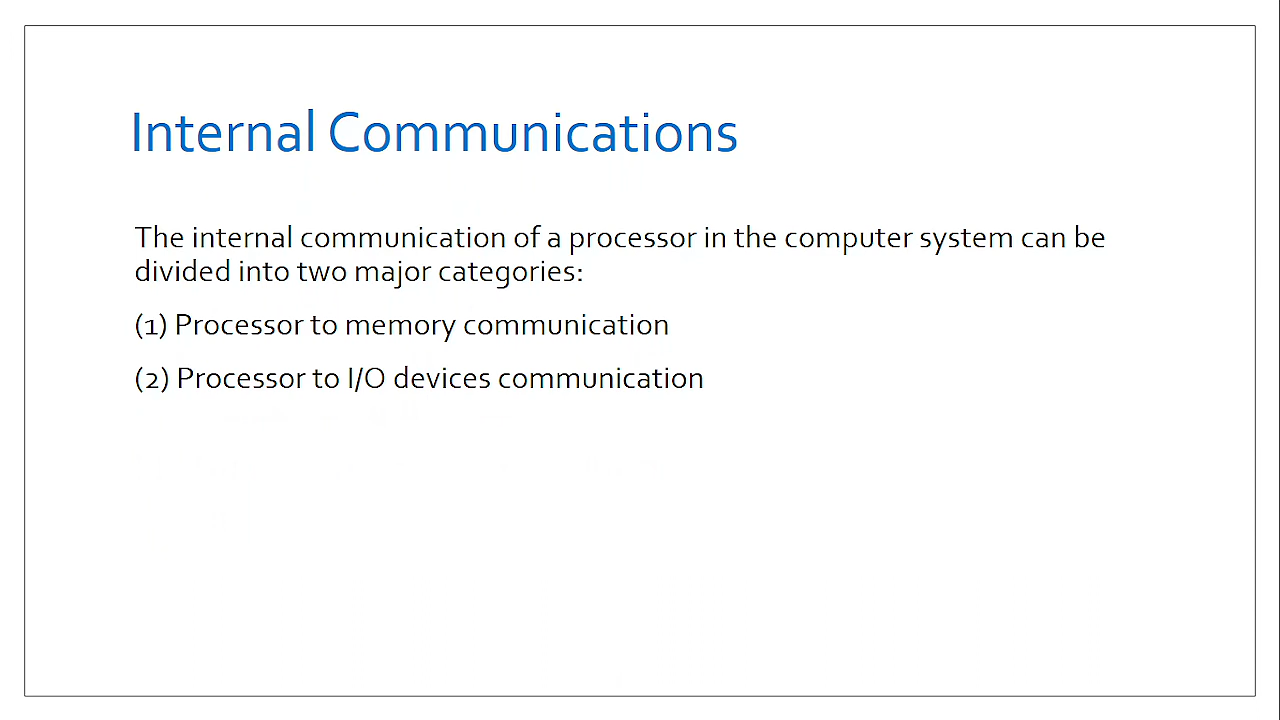 Internal Communications
The internal communication of a processor in the computer system can be
divided into two major categories:
(1) Processor to memory communication
(2) Processor to I/O devices communication